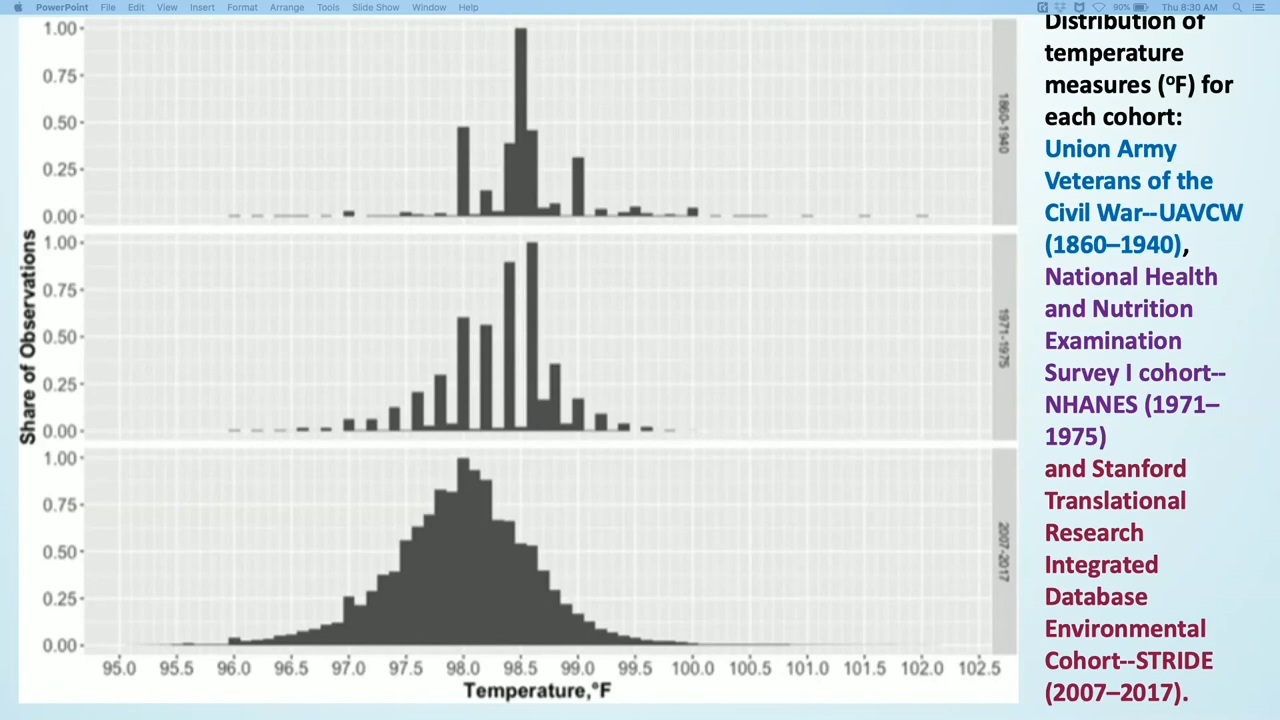 PowerPoint File Edit View Insert Format Arrange Tools Slide Show Window Help 90% Thu 8:30 AM
Distribution of
temperature
measures (ºF) for
each cohort:
Union Army
Veterans of the
Civil War--UAVCW
(1860–1940),
National Health
and Nutrition
Examination
Survey I cohort--
NHANES (1971–
1975)
and Stanford
Translational
Research
Integrated
Database
Environmental
Cohort--STRIDE
(2007–2017).
Share of Observations
1.00
0.75
0.50
0.25
0.00
1860-1940
1.00
0.75
0.50
0.25
0.00
1971-1975
1.00
0.75
0.50
0.25
0.00
2007-2017
95.0 95.5 96.0 96.5 97.0 97.5 98.0 98.5 99.0 99.5 100.0 100.5 101.0 101.5 102.0 102.5
Temperature,°F